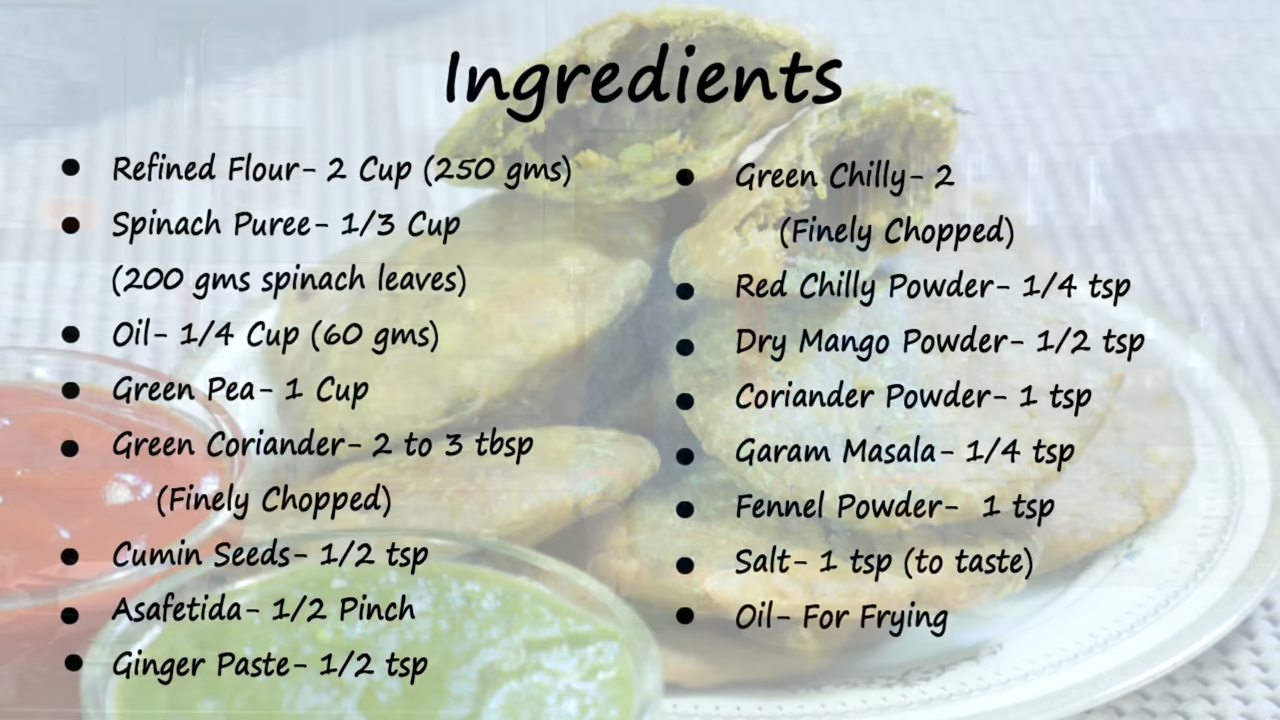 Ingredients
• Refined Flour- 2 Cup (250 gms)
• Spinach Puree- 1/3 Cup
(200 gms spinach leaves)
• Oil- 1/4 Cup (60 gms)
• Green Pea- 1 Cup
• Green Coriander- 2 to 3 tbsp
(Finely Chopped)
• Cumin Seeds- 1/2 tsp
• Asafetida- 1/2 Pinch
• Ginger Paste- 1/2 tsp
• Green Chilly- 2
(Finely Chopped)
• Red Chilly Powder- 1/4 tsp
• Dry Mango Powder- 1/2 tsp
• Coriander Powder- 1 tsp
• Garam Masala- 1/4 tsp
• Fennel Powder- 1 tsp
• Salt- 1 tsp (to taste)
• Oil- For Frying